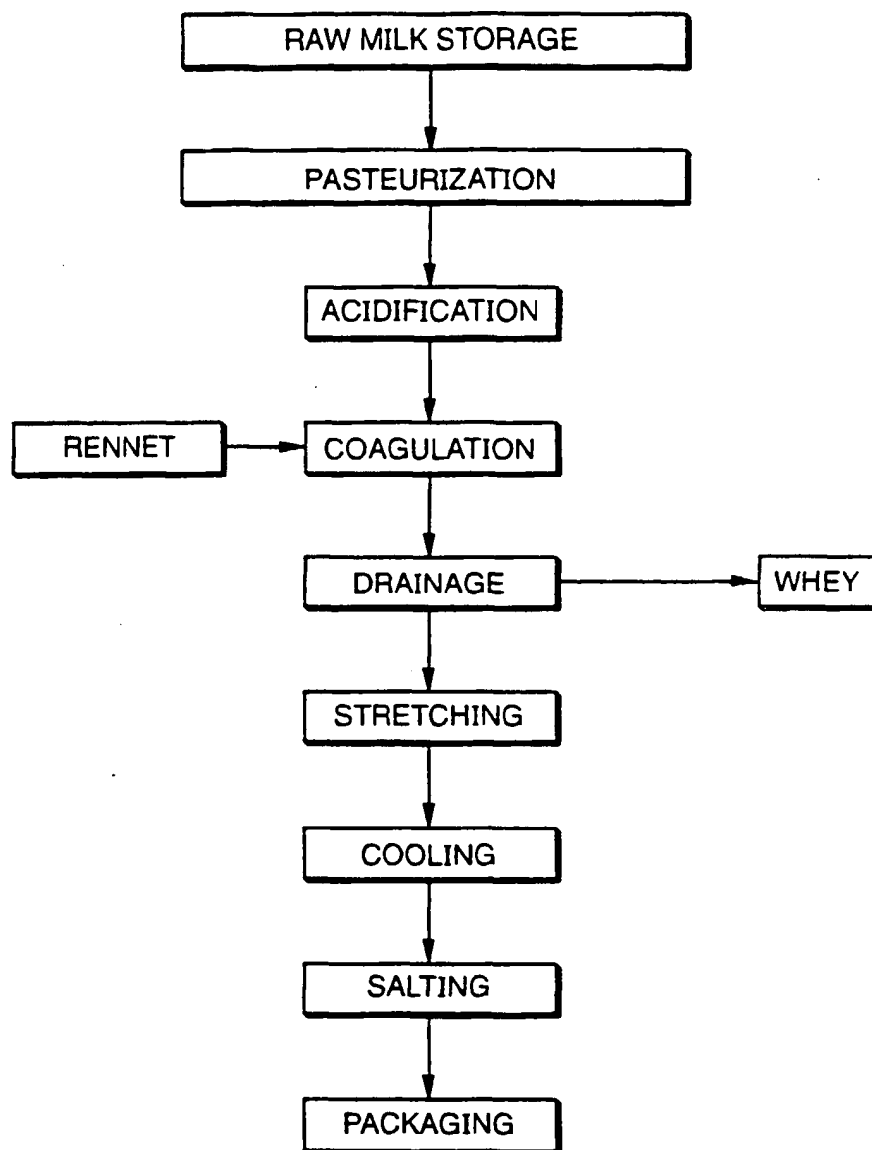 RAW MILK STORAGE
PASTEURIZATION
ACIDIFICATION
RENNET
COAGULATION
DRAINAGE
WHEY
STRETCHING
COOLING
SALTING
PACKAGING